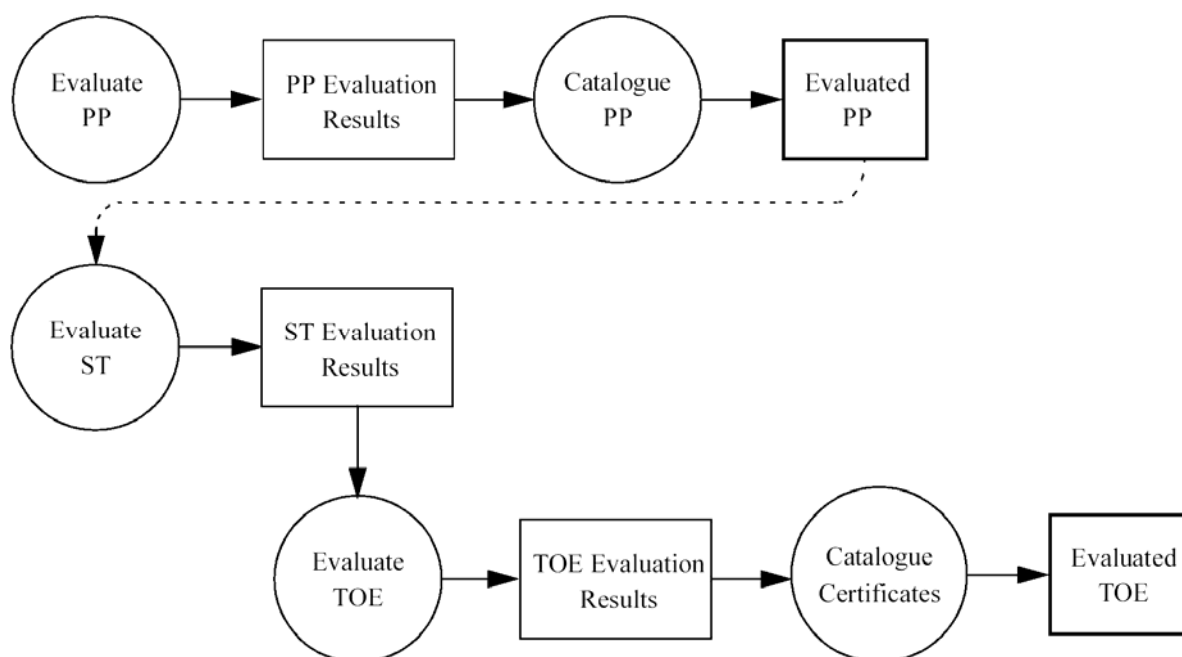 Evaluate
PP
PP Evaluation
Results
Catalogue
PP
Evaluated
PP
Evaluate
ST
ST Evaluation
Results
Evaluate
TOE
TOE Evaluation
Results
Catalogue
Certificates
Evaluated
TOE